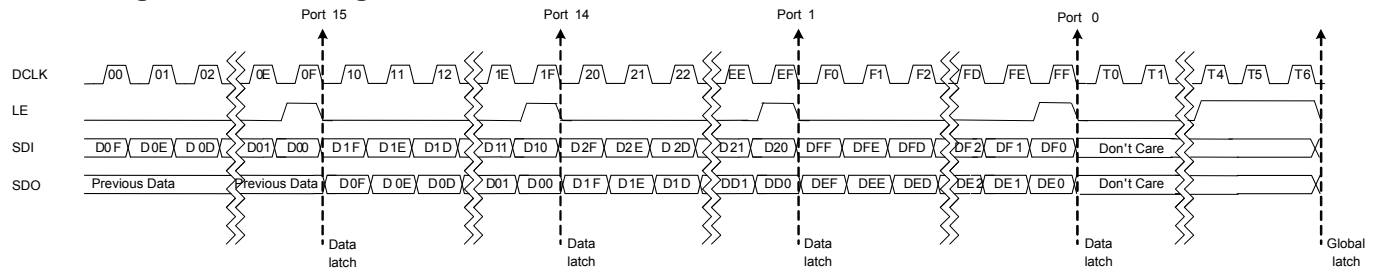 Port 15 Port 14 Port 1 Port 0
DCLK 00 01 02 0E 0F 10 11 12 1E 1F 20 21 22 EE EF F0 F1 F2 FD FE FF T0 T1 T4 T5 T6
LE
SDI D0F D0E D0D D01 D00 D1F D1E D1D D11 D10 D2F D2E D2D D21 D20 DFF DFE DFD DF2 DF1 DF0 Don't Care
SDO Previous Data Previous Data D0F D0E D0D D01 D00 D1F D1E D1D DD1 DD0 DEF DEE DED DE2 DE1 DE0 Don't Care
Data Data Data Data Global
latch latch latch latch latch